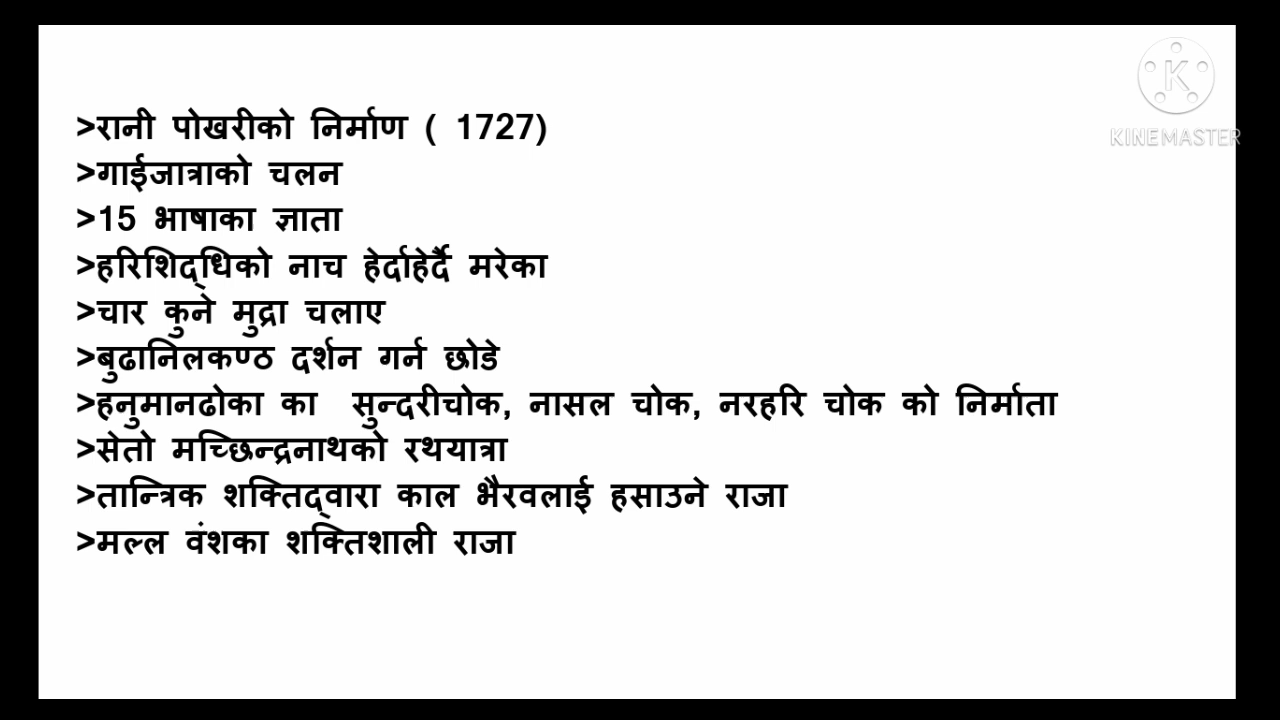 >रानी पोखरीको निर्माण ( 1727)
>गाईजात्राको चलन
>15 भाषाका ज्ञाता
>हरिशिद्धिको नाच हेर्दाहेर्दै मरेका
>चार कुने मुद्रा चलाए
>बुढानिलकण्ठ दर्शन गर्न छोडे
>हनुमानढोका का सुन्दरीचोक, नासल चोक, नरहरि चोक को निर्माता
>सेतो मच्छिन्द्रनाथको रथयात्रा
>तान्त्रिक शक्तिद्वारा काल भैरवलाई हसाउने राजा
>मल्ल वंशका शक्तिशाली राजा
K
KINEMASTER